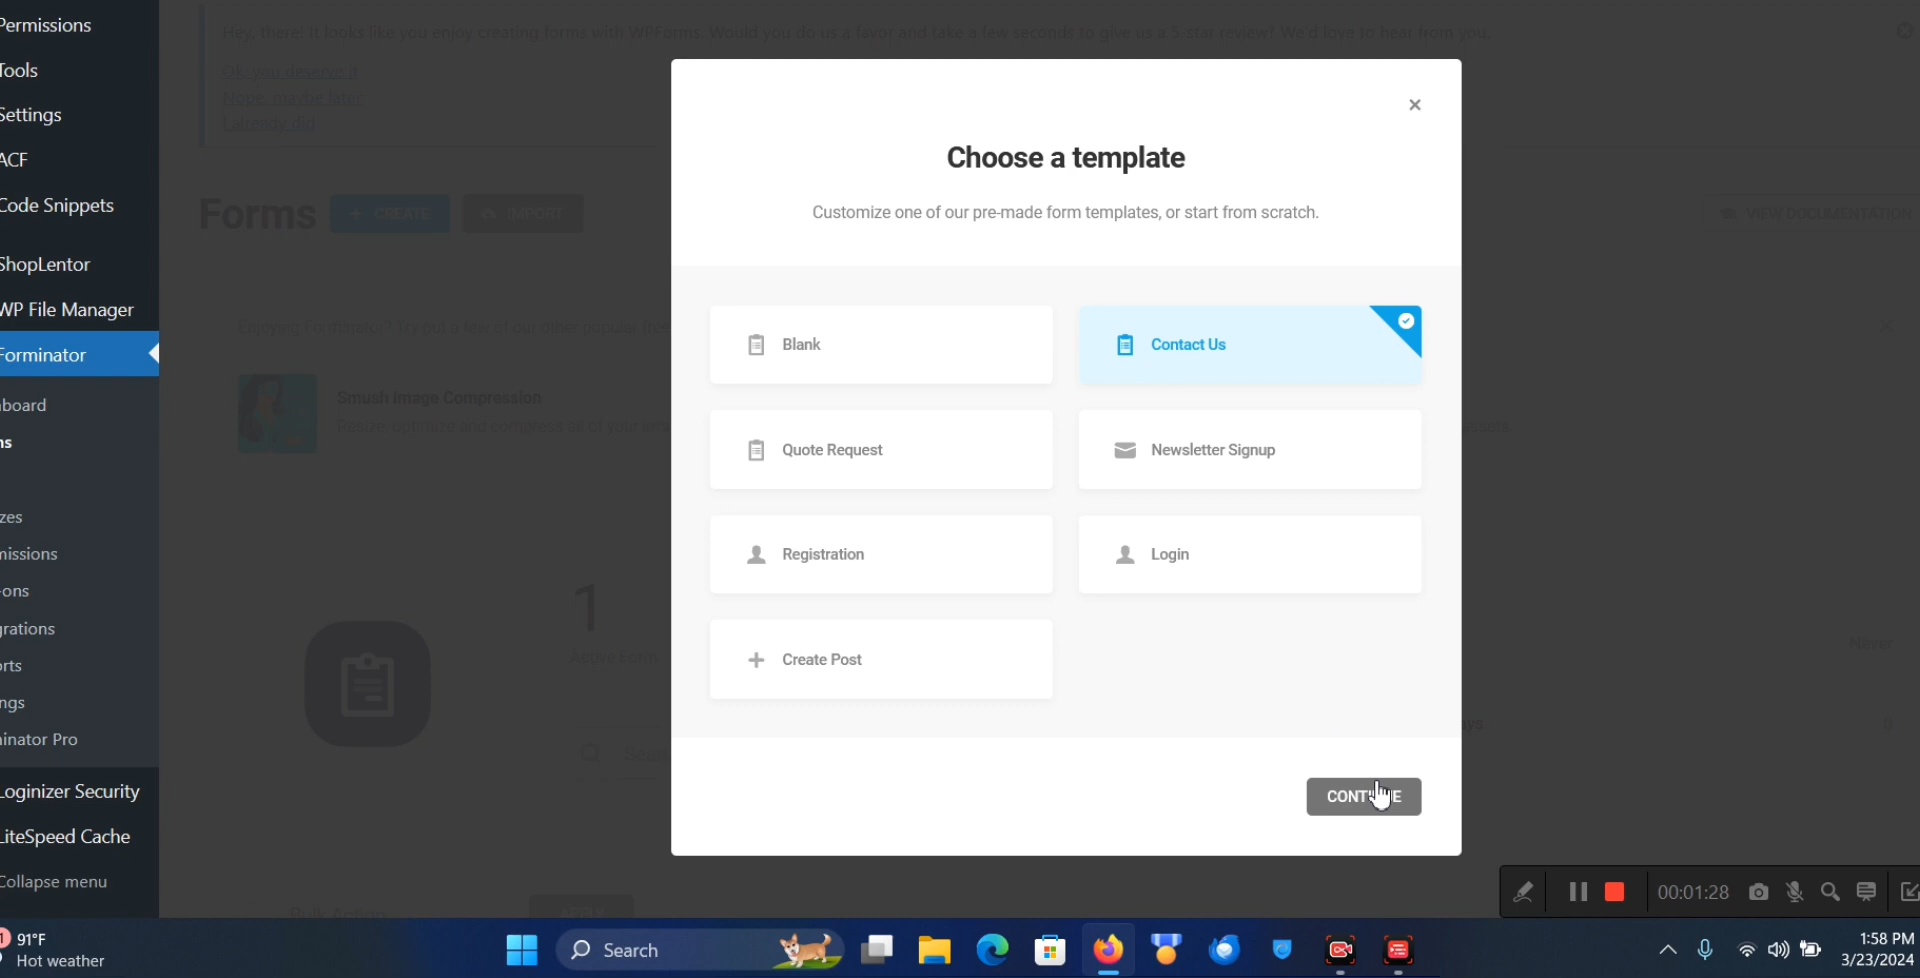 Permissions
Tools
Settings
ACF
Code Snippets
ShopLentor
WP File Manager
Forminator
board
ns
zes
missions
-ons
grations
orts
ngs
inator Pro
Loginizer Security
LiteSpeed Cache
Collapse menu
Hey, there! It looks like you enjoy creating forms with WPForms. Would you do us a favor and take a few seconds to give us a 5-star review? We'd love to hear from you.
Ok, you deserve it
Nope, maybe later
I already did
Forms
+ CREATE
IMPORT
VIEW DOCUMENTATION
Enjoying Forminator? Try out a few of our other popular free
Smush Image Compression
Resize, optimize and compress all of your
assets.
1
Active Form
Never
Bulk Action
APPLY
Choose a template
Customize one of our pre-made form templates, or start from scratch.
Blank
Contact Us
Quote Request
Newsletter Signup
Registration
Login
+ Create Post
CONTINUE
00:01:28
1
91°F
Hot weather
Search
1:58 PM
3/23/2024